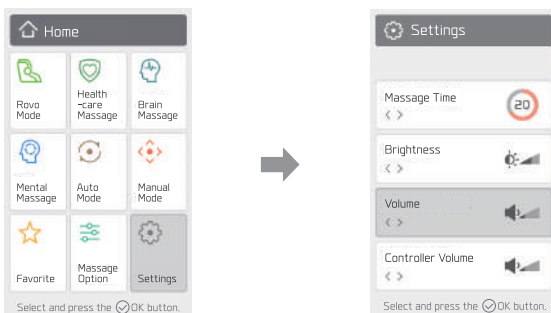 Home
Rovo
Mode
Health
-care
Massage
Brain
Massage
Mental
Massage
Auto
Mode
Manual
Mode
Favorite
Massage
Option
Settings
Select and press the OK button.
Settings
Massage Time
< >
20
Brightness
< >
Volume
< >
Controller Volume
< >
Select and press the OK button.